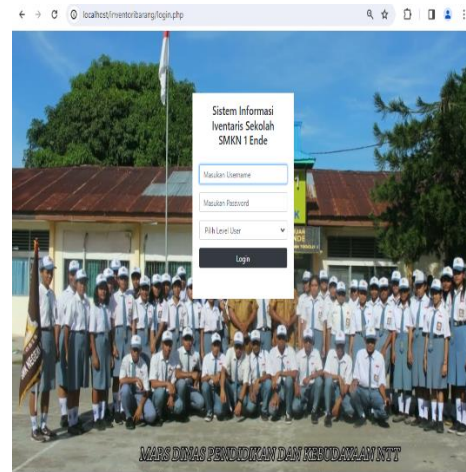 localhost/inventoribarang/login.php
Sistem Informasi
Iventaris Sekolah
SMKN 1 Ende
Masukan Username
Masukan Password
Pilih Level User
Login
MARS DINAS PENDIDIKAN DAN KEBUDAYAAN NTT